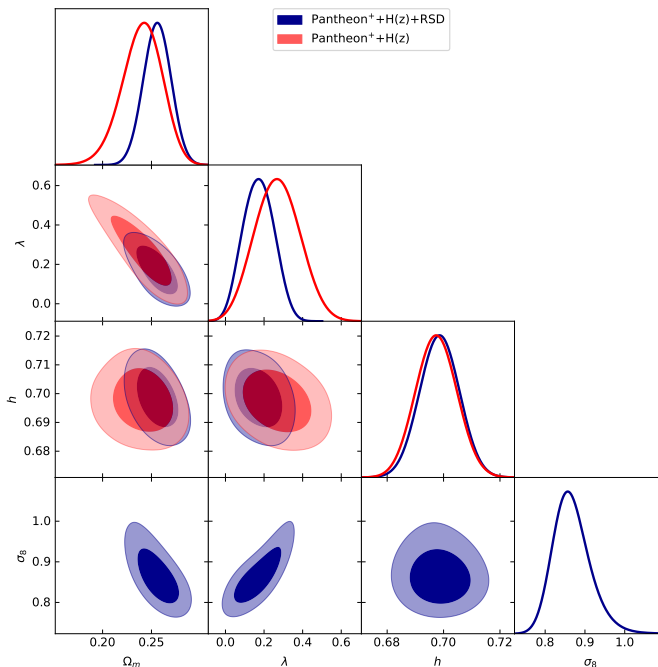 Pantheon⁺+H(z)+RSD
Pantheon⁺+H(z)
0.6
0.4
0.2
0.0
λ
0.72
0.71
0.70
0.69
0.68
h
1.0
0.9
0.8
σ₈
0.20 0.25
0.0 0.2 0.4 0.6
0.68 0.70 0.72
0.8 0.9 1.0
Ωₘ λ h σ₈